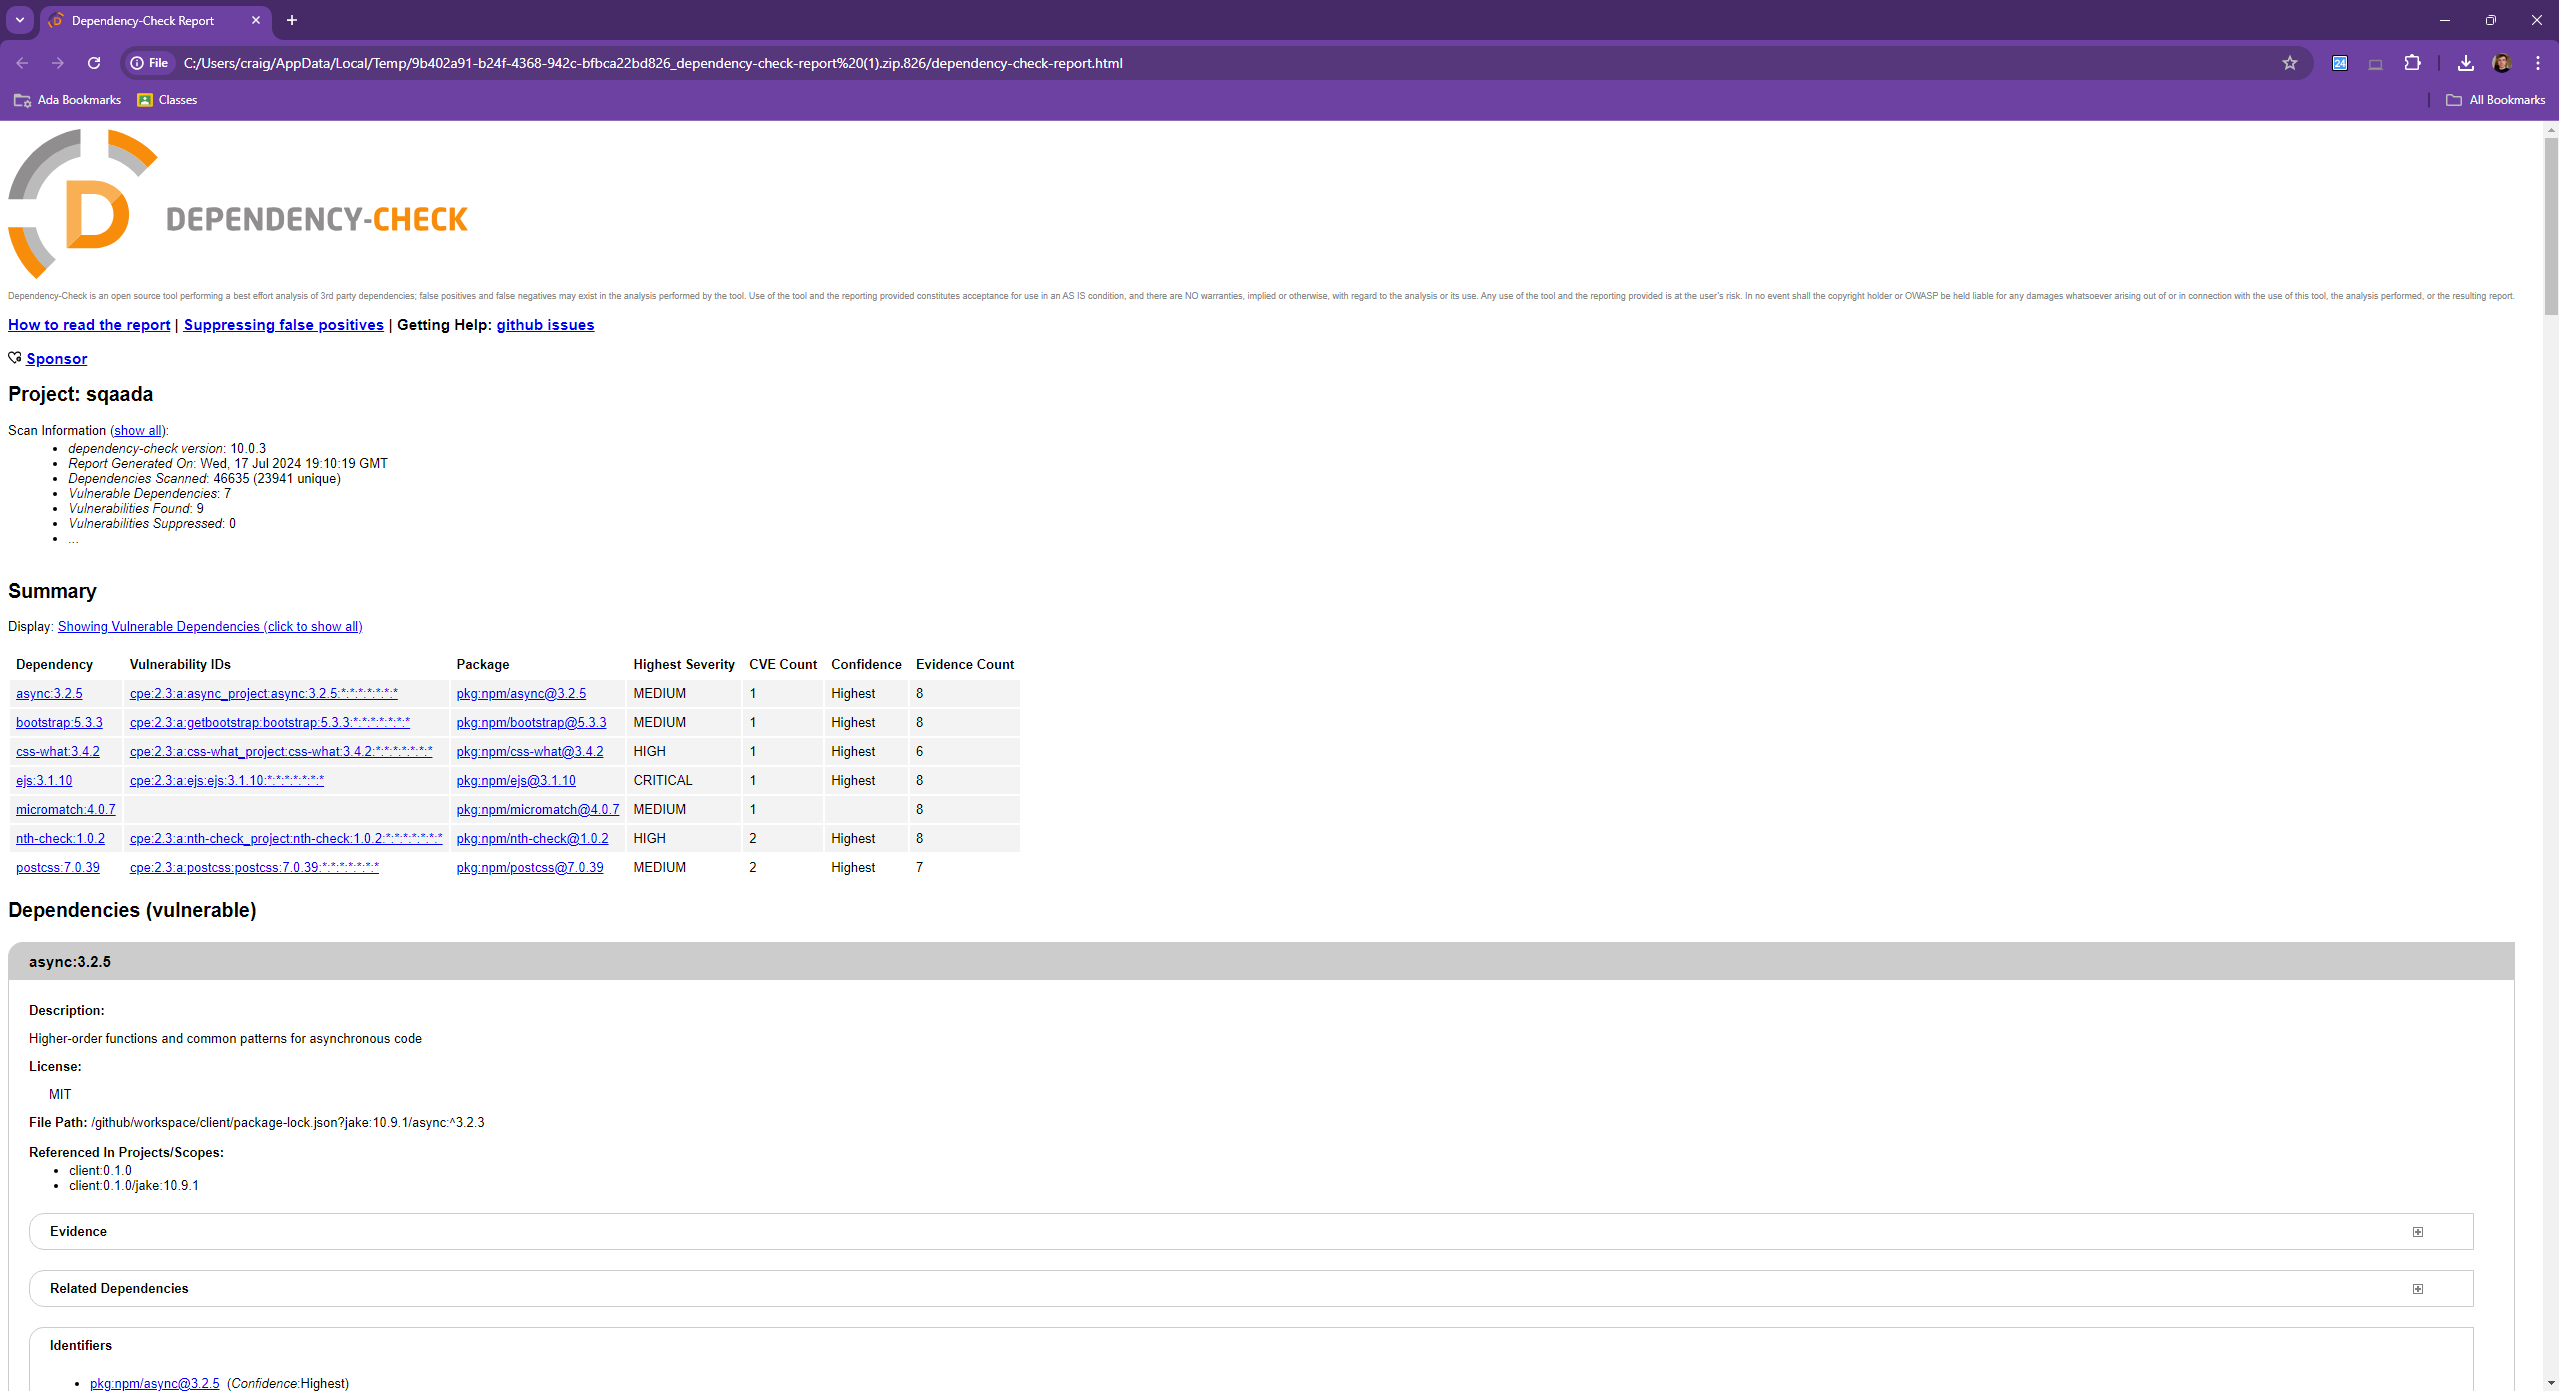 Dependency-Check Report
File C:/Users/craig/AppData/Local/Temp/9b402a91-b24f-4368-942c-bfbca22bd826_dependency-check-report%20(1).zip.826/dependency-check-report.html
24
Ada Bookmarks Classes All Bookmarks
D
DEPENDENCY-CHECK
Dependency-Check is an open source tool performing a best effort analysis of 3rd party dependencies; false positives and false negatives may exist in the analysis performed by the tool. Use of the tool and the reporting provided constitutes acceptance for use in an AS IS condition, and there are NO warranties, implied or otherwise, with regard to the analysis or its use. Any use of the tool and the reporting provided is at the user's risk. In no event shall the copyright holder or OWASP be held liable for any damages whatsoever arising out of or in connection with the use of this tool, the analysis performed, or the resulting report.
How to read the report | Suppressing false positives | Getting Help: github issues
Sponsor
Project: sqaada
Scan Information (show all):
• dependency-check version: 10.0.3
• Report Generated On: Wed, 17 Jul 2024 19:10:19 GMT
• Dependencies Scanned: 46635 (23941 unique)
• Vulnerable Dependencies: 7
• Vulnerabilities Found: 9
• Vulnerabilities Suppressed: 0
• ...
Summary
Display: Showing Vulnerable Dependencies (click to show all)
Dependency Vulnerability IDs Package Highest Severity CVE Count Confidence Evidence Count
async:3.2.5 cpe:2.3:a:async_project:async:3.2.5:*:*:*:*:*:*:* pkg:npm/async@3.2.5 MEDIUM 1 Highest 8
bootstrap:5.3.3 cpe:2.3:a:getbootstrap:bootstrap:5.3.3:*:*:*:*:*:*:* pkg:npm/bootstrap@5.3.3 MEDIUM 1 Highest 8
css-what:3.4.2 cpe:2.3:a:css-what_project:css-what:3.4.2:*:*:*:*:*:*:* pkg:npm/css-what@3.4.2 HIGH 1 Highest 6
ejs:3.1.10 cpe:2.3:a:ejs:ejs:3.1.10:*:*:*:*:*:*:* pkg:npm/ejs@3.1.10 CRITICAL 1 Highest 8
micromatch:4.0.7 pkg:npm/micromatch@4.0.7 MEDIUM 1 8
nth-check:1.0.2 cpe:2.3:a:nth-check_project:nth-check:1.0.2:*:*:*:*:*:*:* pkg:npm/nth-check@1.0.2 HIGH 2 Highest 8
postcss:7.0.39 cpe:2.3:a:postcss:postcss:7.0.39:*:*:*:*:*:*:* pkg:npm/postcss@7.0.39 MEDIUM 2 Highest 7
Dependencies (vulnerable)
async:3.2.5
Description:
Higher-order functions and common patterns for asynchronous code
License:
MIT
File Path: /github/workspace/client/package-lock.json?jake:10.9.1/async:^3.2.3
Referenced In Projects/Scopes:
• client:0.1.0
• client:0.1.0/jake:10.9.1
Evidence
Related Dependencies
Identifiers
• pkg:npm/async@3.2.5 (Confidence:Highest)